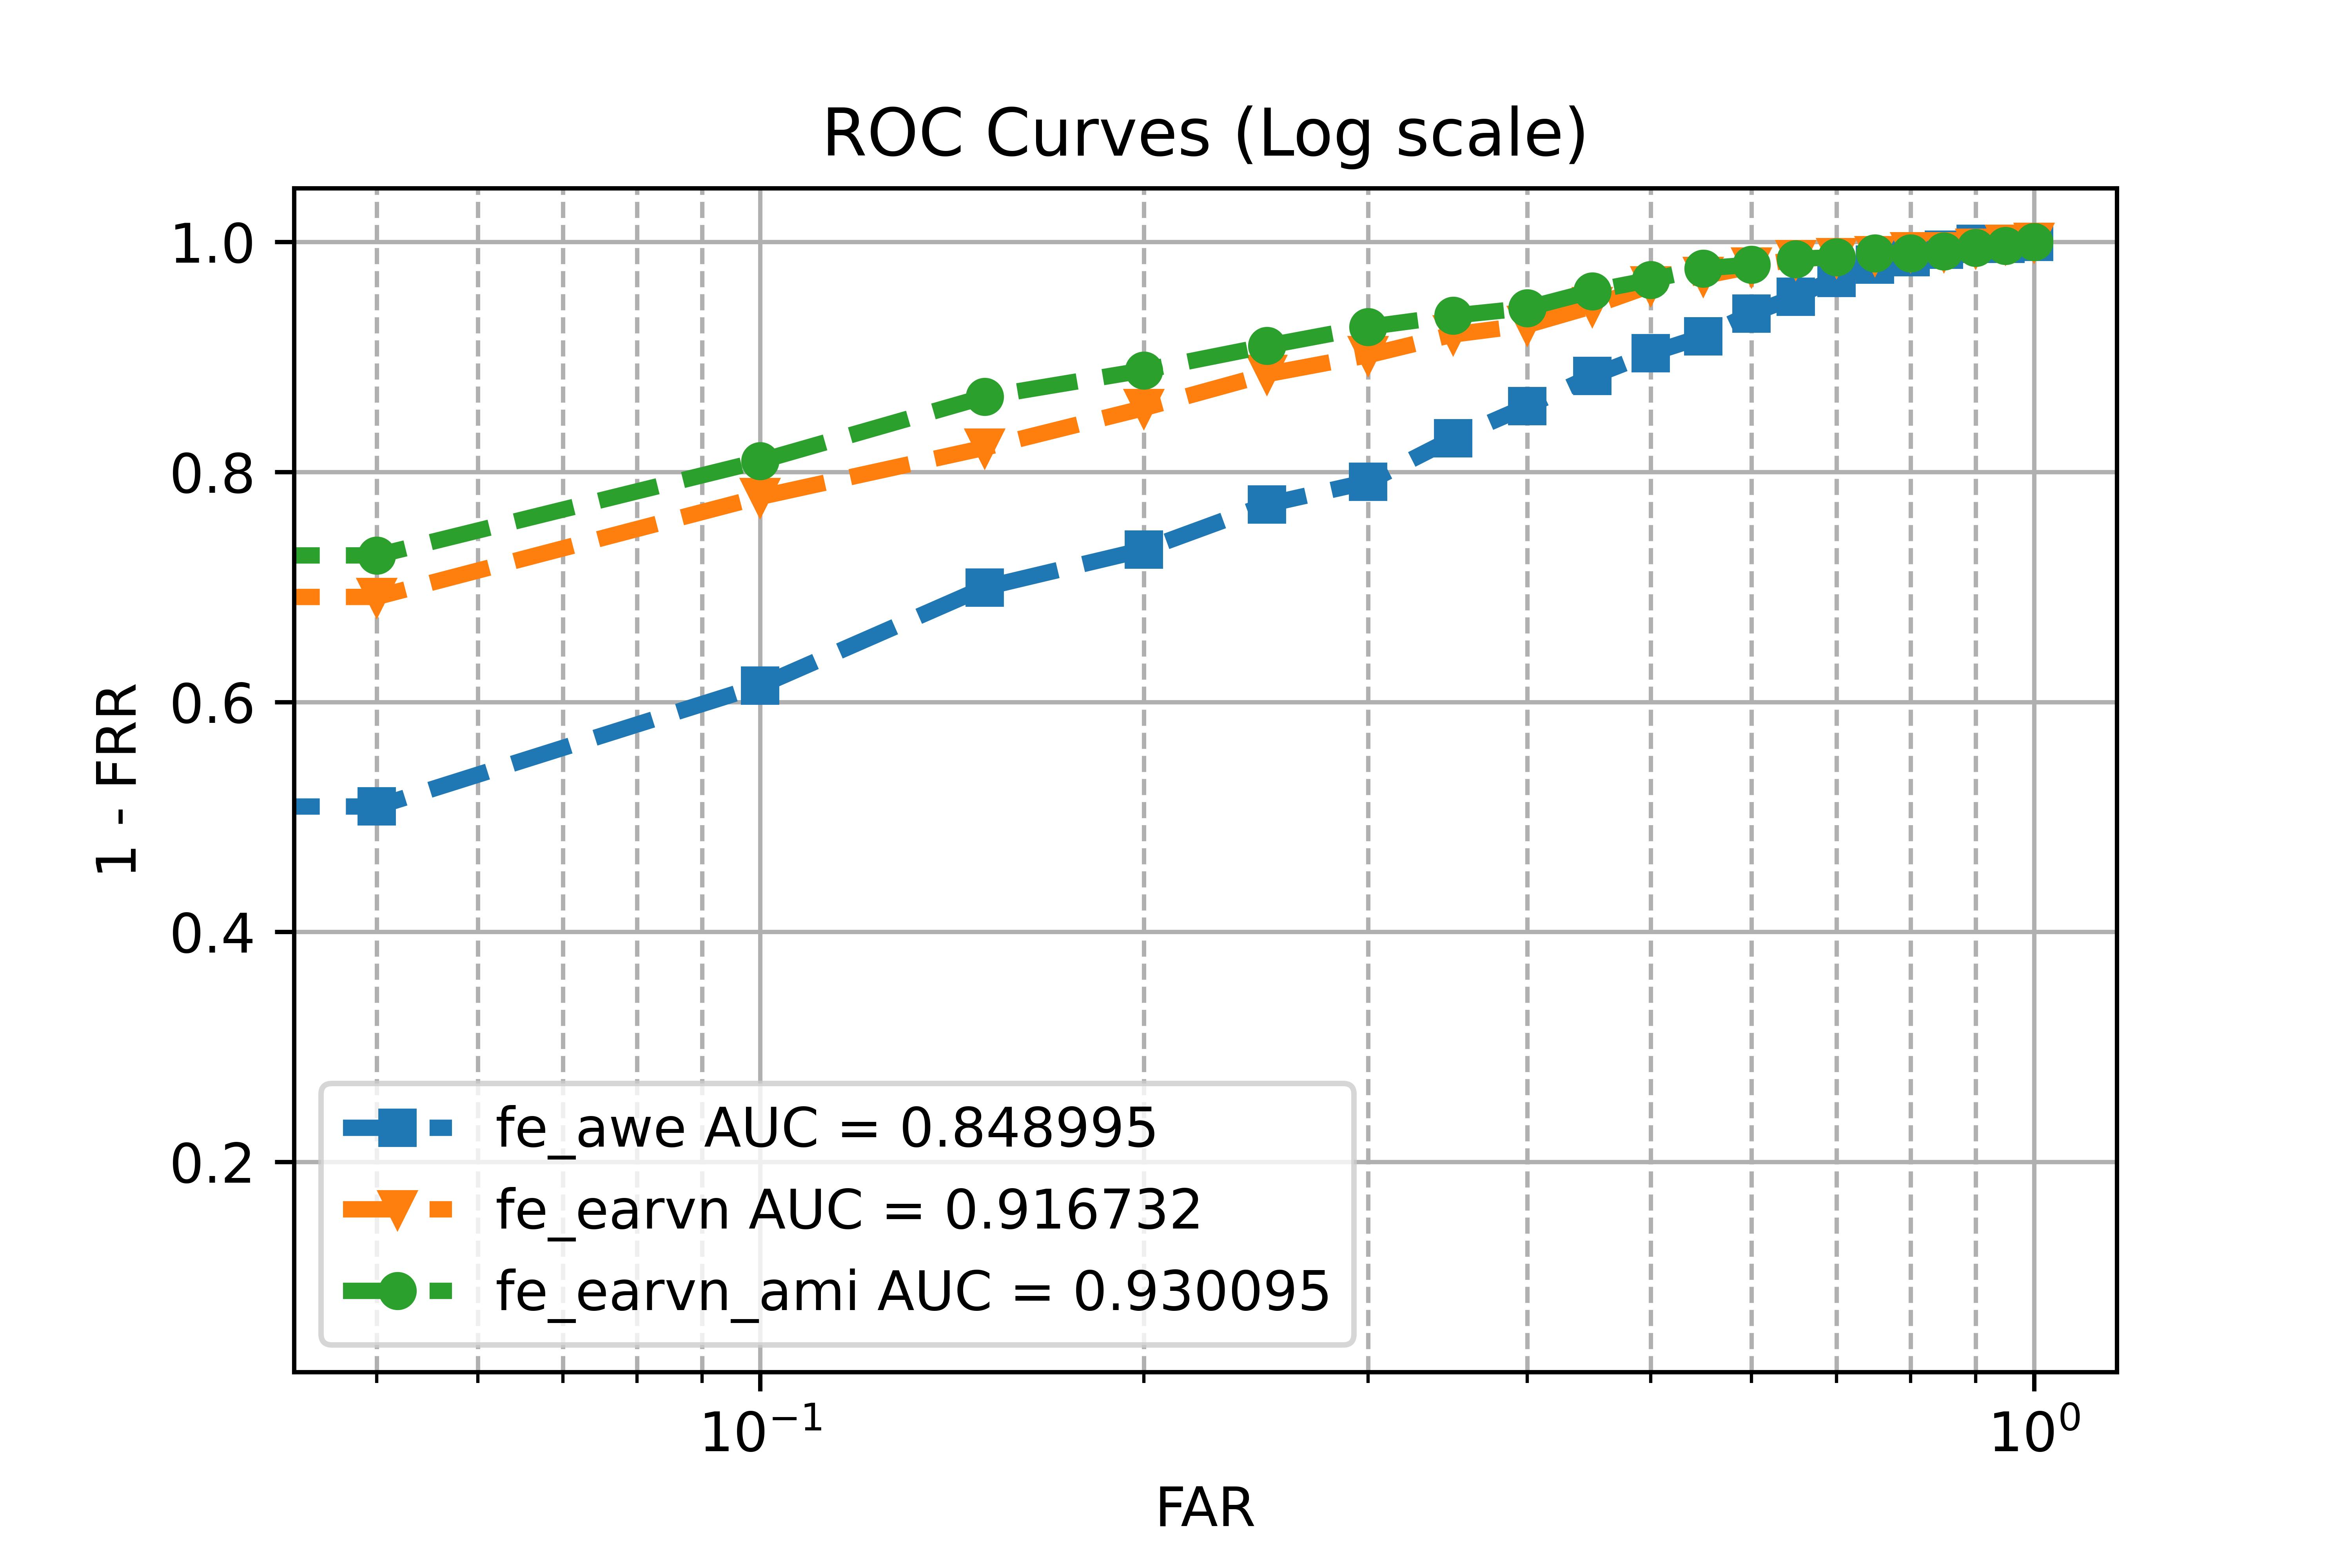 ROC Curves (Log scale)
1.0
0.8
0.6
0.4
0.2
1 - FRR
fe_awe AUC = 0.848995
fe_earvn AUC = 0.916732
fe_earvn_ami AUC = 0.930095
10⁻¹ 10⁰
FAR